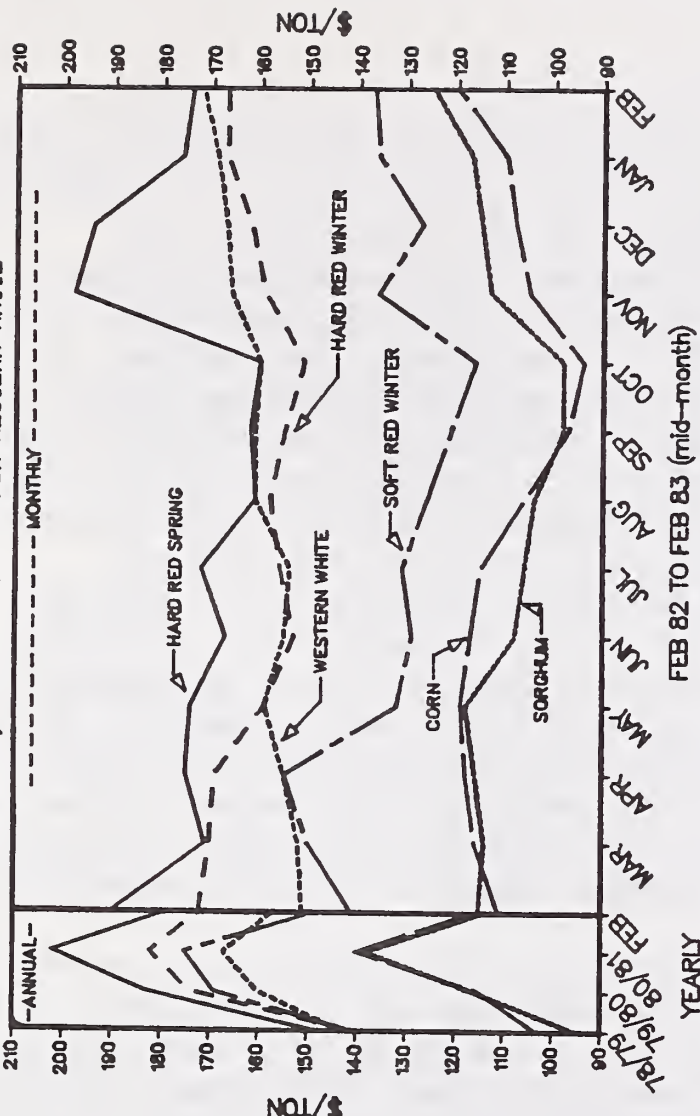 -ANNUAL-
MONTHLY
$/TON
210
200
190
180
170
160
150
140
130
120
110
100
90
HARD RED SPRING
WESTERN WHITE
HARD RED WINTER
SOFT RED WINTER
CORN
SORGHUM
210
200
190
180
170
160
150
140
130
120
110
100
90
$/TON
78/79 79/80 80/81 FEB MAR APR MAY JUN JUL AUG SEP OCT NOV DEC JAN FEB
YEARLY
FEB 82 TO FEB 83 (mid-month)